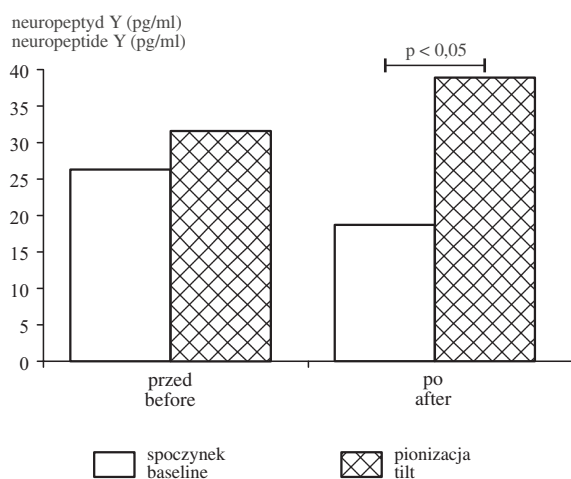 neuropeptyd Y (pg/ml)
neuropeptide Y (pg/ml)
p < 0,05
40
35
30
25
20
15
10
5
0
przed
before
po
after
spoczynek
baseline
pionizacja
tilt